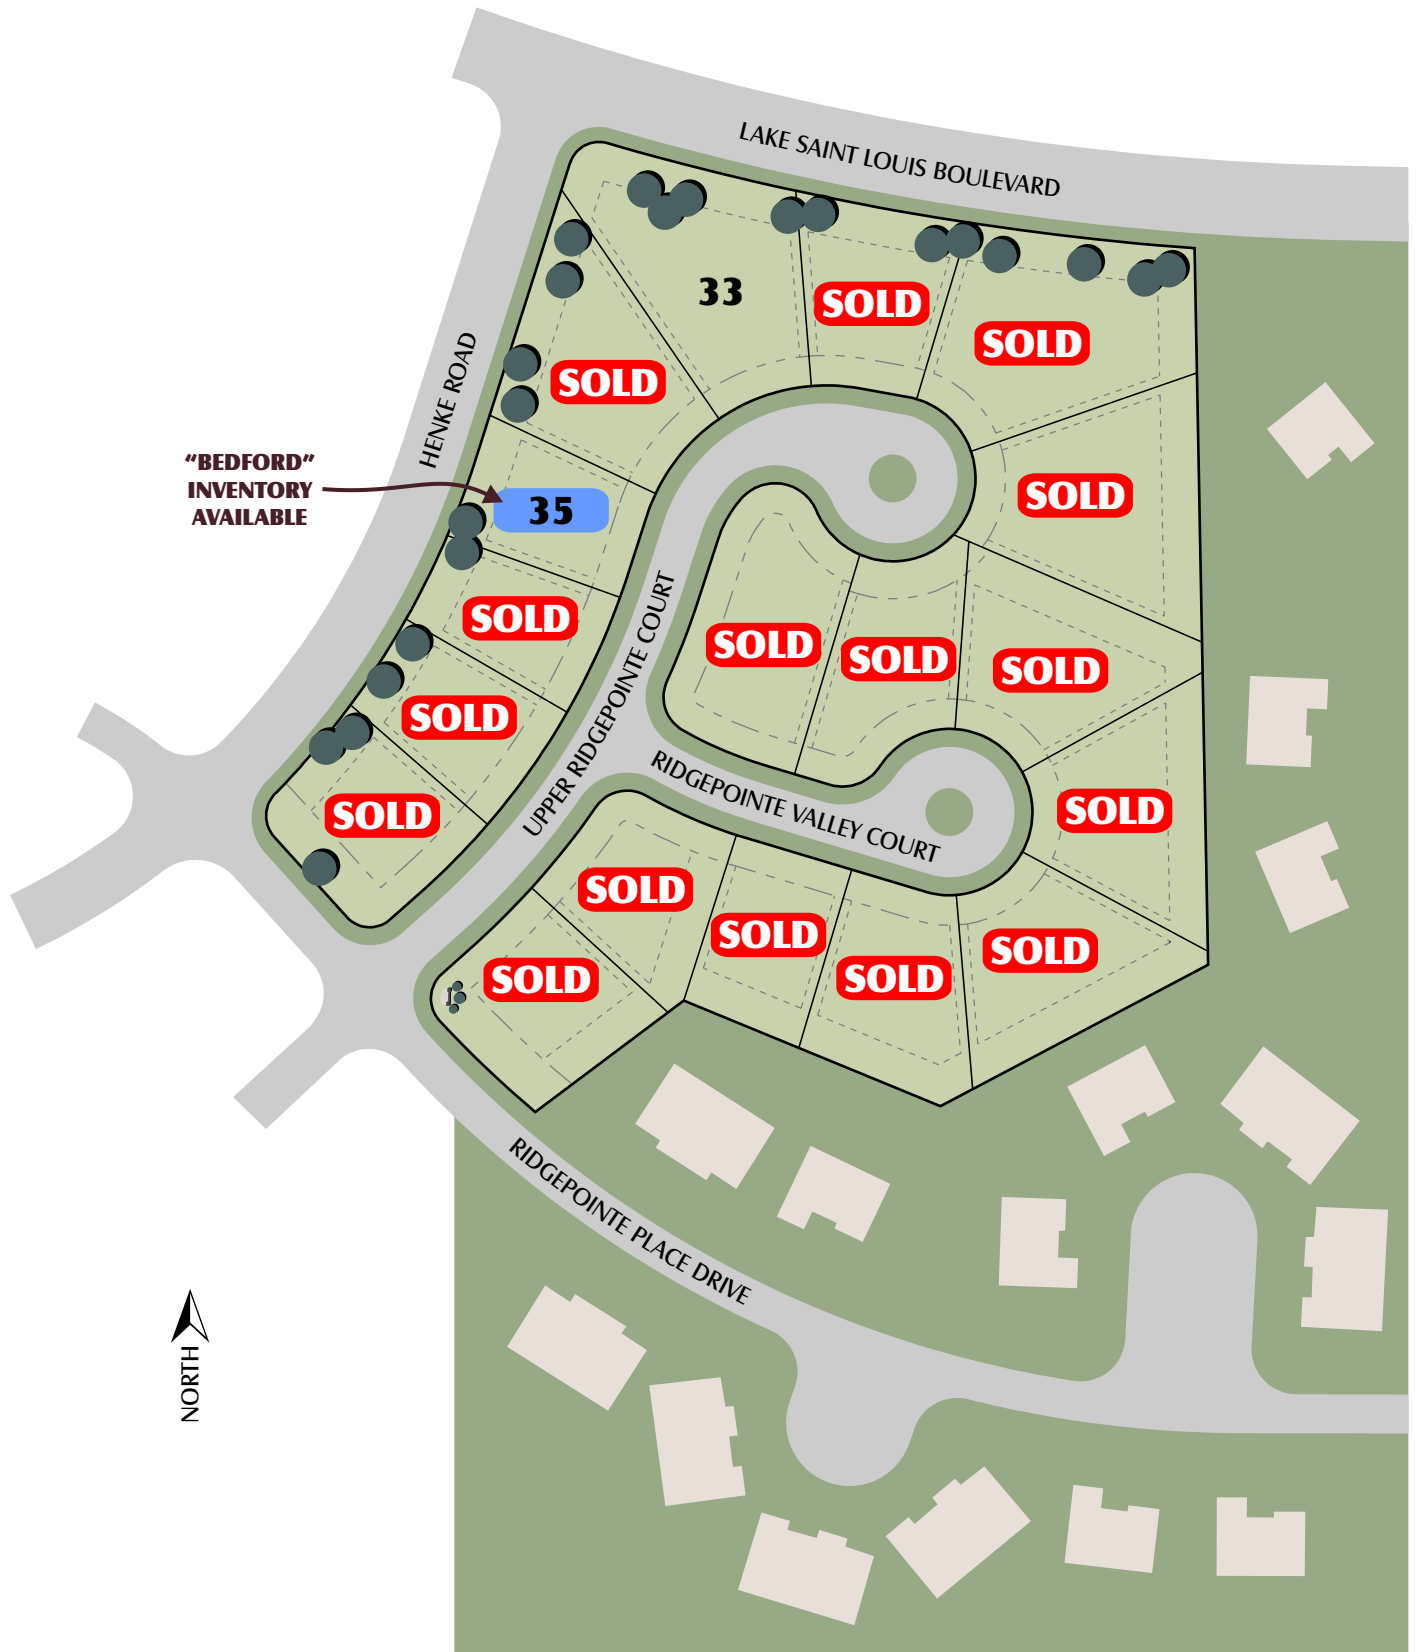 LAKE SAINT LOUIS BOULEVARD
33
SOLD
SOLD
HENKE ROAD
SOLD
"BEDFORD"
INVENTORY
AVAILABLE
35
SOLD
SOLD
UPPER RIDGEPOINTE COURT
SOLD
SOLD
SOLD
SOLD
SOLD
RIDGEPOINTE VALLEY COURT
SOLD
SOLD
SOLD
SOLD
SOLD
SOLD
SOLD
RIDGEPOINTE PLACE DRIVE
NORTH